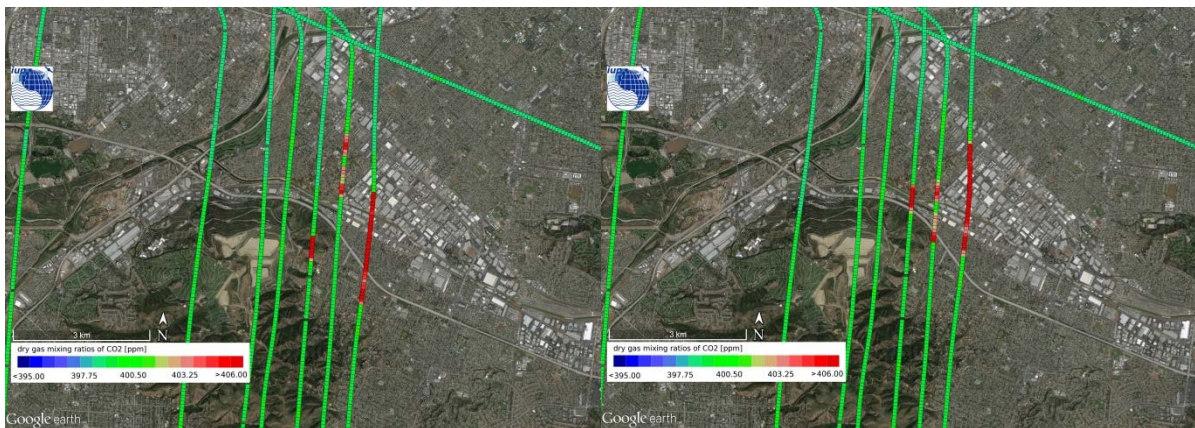 iup
3 km
N
dry gas mixing ratios of CO2 [ppm]
<395.00 397.75 400.50 403.25 >406.00
Google earth
iup
3 km
N
dry gas mixing ratios of CO2 [ppm]
<395.00 397.75 400.50 403.25 >406.00
Google earth